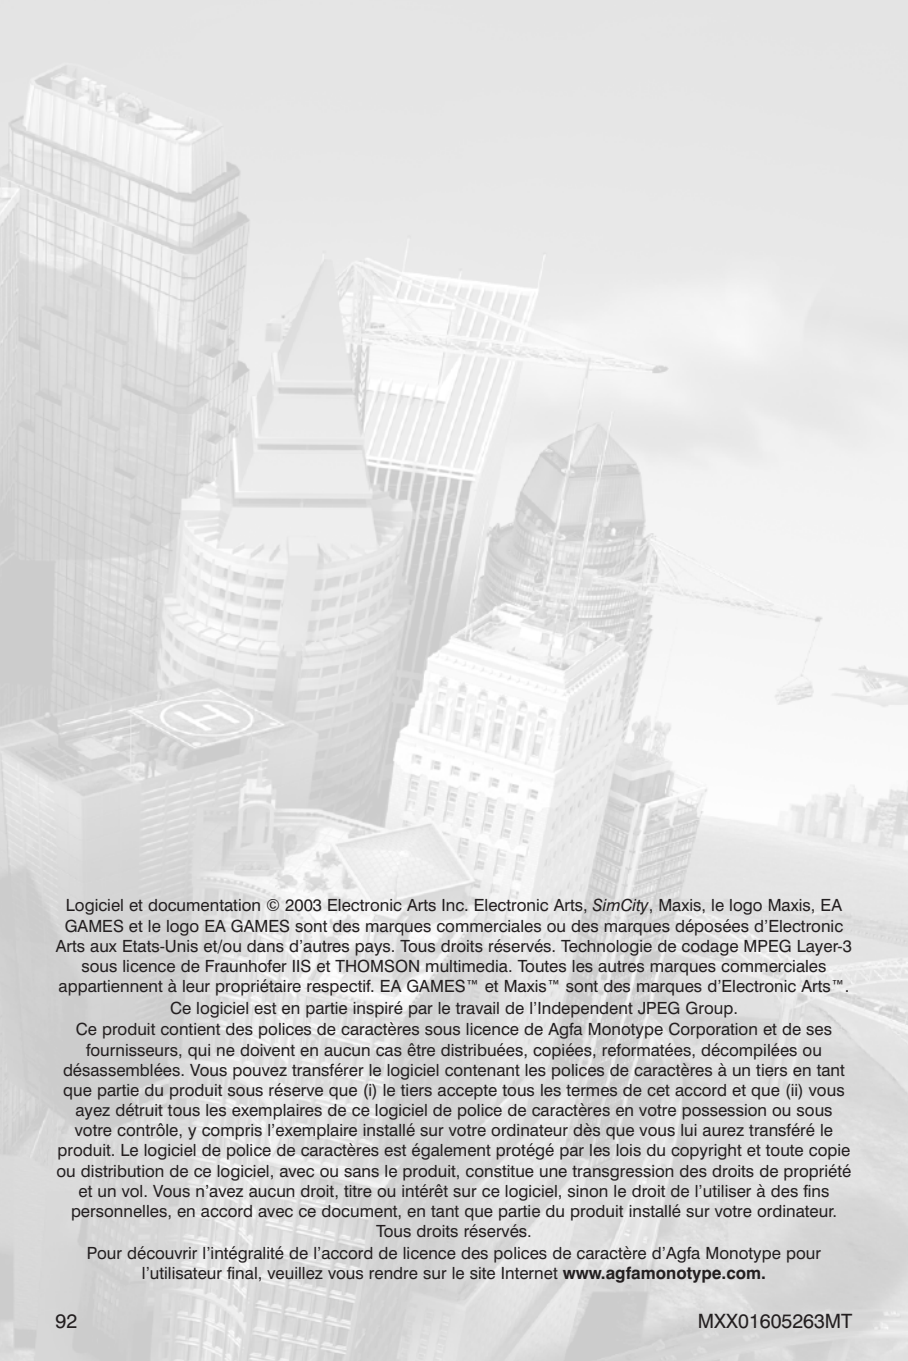 Logiciel et documentation © 2003 Electronic Arts Inc. Electronic Arts, SimCity, Maxis, le logo Maxis, EA
GAMES et le logo EA GAMES sont des marques commerciales ou des marques déposées d’Electronic
Arts aux Etats-Unis et/ou dans d’autres pays. Tous droits réservés. Technologie de codage MPEG Layer-3
sous licence de Fraunhofer IIS et THOMSON multimedia. Toutes les autres marques commerciales
appartiennent à leur propriétaire respectif. EA GAMES™ et Maxis™ sont des marques d’Electronic Arts™.
Ce logiciel est en partie inspiré par le travail de l’Independent JPEG Group.
Ce produit contient des polices de caractères sous licence de Agfa Monotype Corporation et de ses
fournisseurs, qui ne doivent en aucun cas être distribuées, copiées, reformatées, décompilées ou
désassemblées. Vous pouvez transférer le logiciel contenant les polices de caractères à un tiers en tant
que partie du produit sous réserve que (i) le tiers accepte tous les termes de cet accord et que (ii) vous
ayez détruit tous les exemplaires de ce logiciel de police de caractères en votre possession ou sous
votre contrôle, y compris l’exemplaire installé sur votre ordinateur dès que vous lui aurez transféré le
produit. Le logiciel de police de caractères est également protégé par les lois du copyright et toute copie
ou distribution de ce logiciel, avec ou sans le produit, constitue une transgression des droits de propriété
et un vol. Vous n’avez aucun droit, titre ou intérêt sur ce logiciel, sinon le droit de l’utiliser à des fins
personnelles, en accord avec ce document, en tant que partie du produit installé sur votre ordinateur.
Tous droits réservés.
Pour découvrir l’intégralité de l’accord de licence des polices de caractère d’Agfa Monotype pour
l’utilisateur final, veuillez vous rendre sur le site Internet www.agfamonotype.com.
92
MXX01605263MT
H